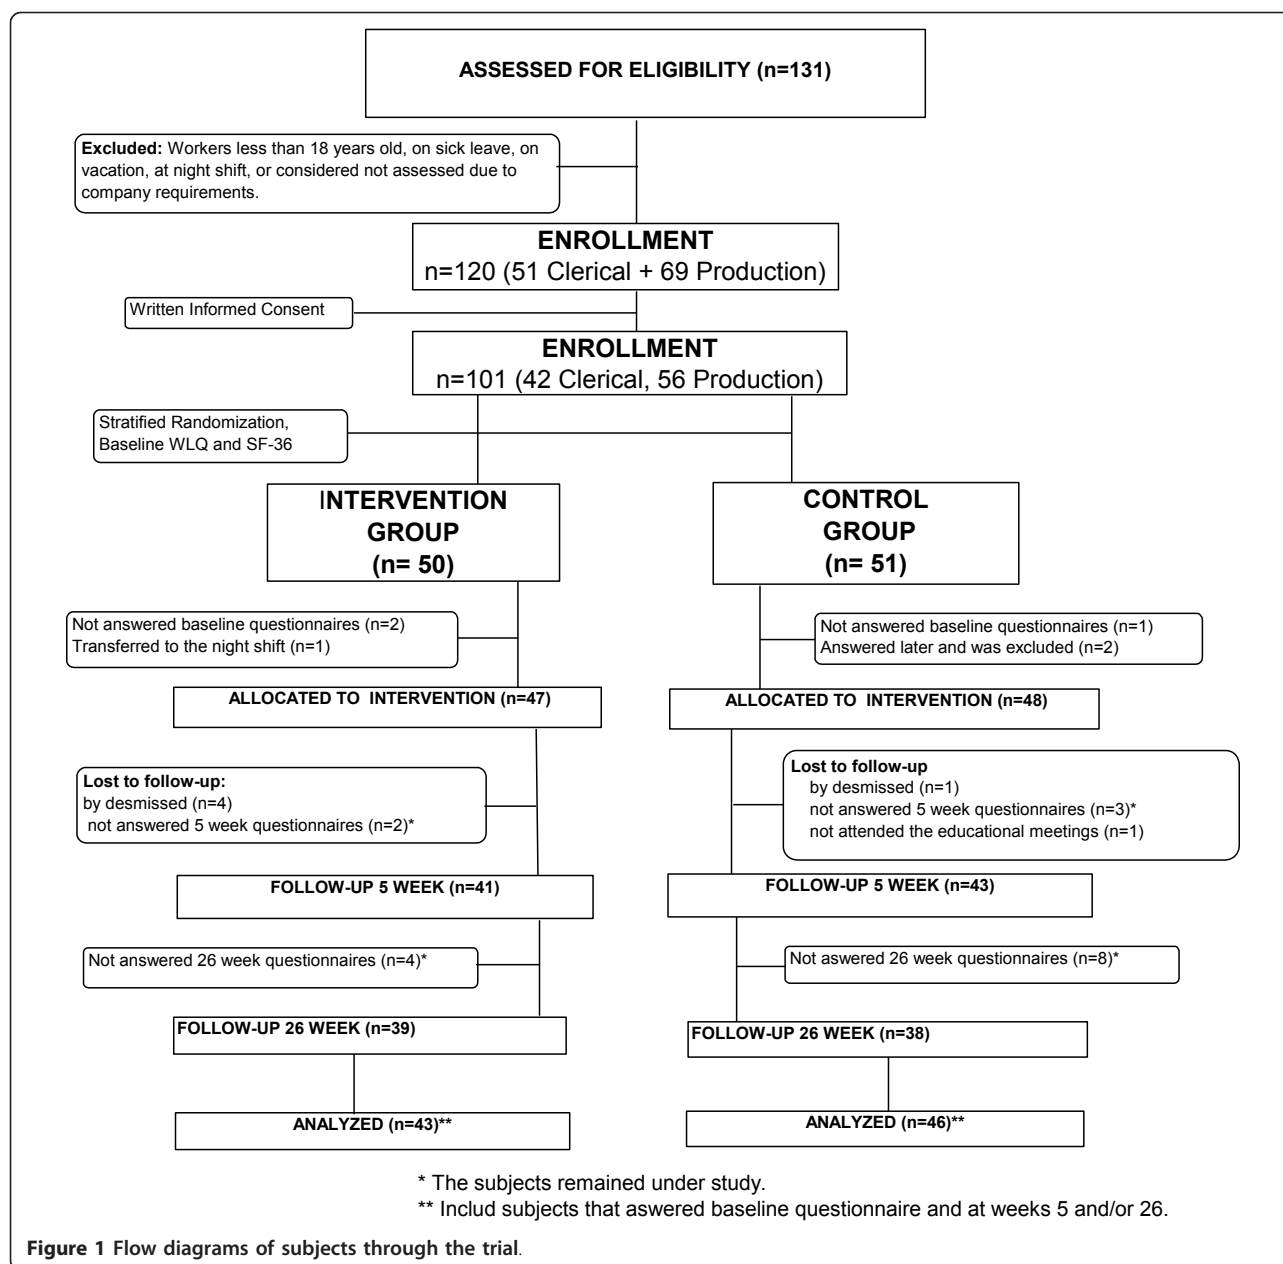 ASSESSED FOR ELIGIBILITY (n=131)
Excluded: Workers less than 18 years old, on sick leave, on
vacation, at night shift, or considered not assessed due to
company requirements.
ENROLLMENT
n=120 (51 Clerical + 69 Production)
Written Informed Consent
ENROLLMENT
n=101 (42 Clerical, 56 Production)
Stratified Randomization,
Baseline WLQ and SF-36
INTERVENTION
GROUP
(n= 50)
CONTROL
GROUP
(n= 51)
Not answered baseline questionnaires (n=2)
Transferred to the night shift (n=1)
Not answered baseline questionnaires (n=1)
Answered later and was excluded (n=2)
ALLOCATED TO INTERVENTION (n=47)
ALLOCATED TO INTERVENTION (n=48)
Lost to follow-up:
by desmissed (n=4)
not answered 5 week questionnaires (n=2)*
Lost to follow-up
by desmissed (n=1)
not answered 5 week questionnaires (n=3)*
not attended the educational meetings (n=1)
FOLLOW-UP 5 WEEK (n=41)
FOLLOW-UP 5 WEEK (n=43)
Not answered 26 week questionnaires (n=4)*
Not aswered 26 week questionnaires (n=8)*
FOLLOW-UP 26 WEEK (n=39)
FOLLOW-UP 26 WEEK (n=38)
ANALYZED (n=43)**
ANALYZED (n=46)**
* The subjects remained under study.
** Includ subjects that aswered baseline questionnaire and at weeks 5 and/or 26.
Figure 1 Flow diagrams of subjects through the trial.